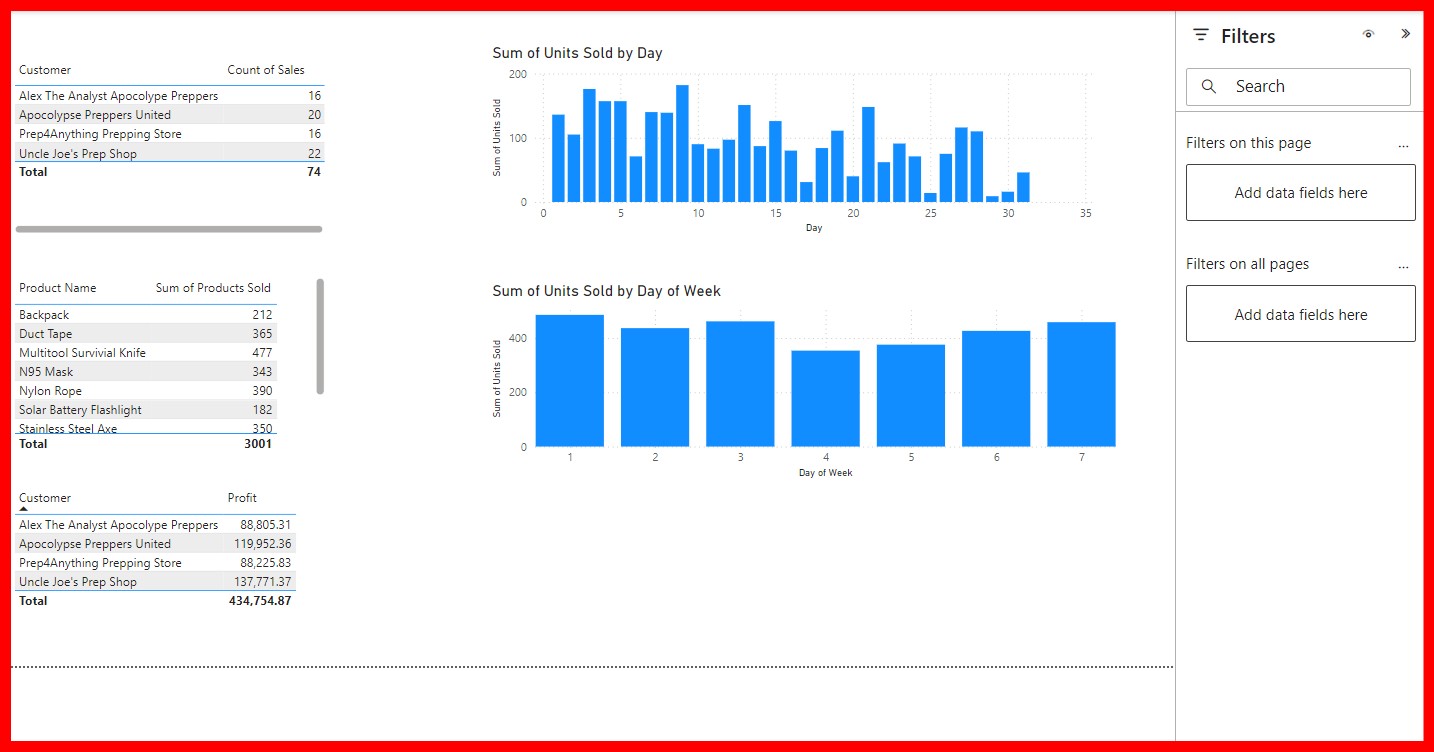 Customer Count of Sales
Alex The Analyst Apocolype Preppers 16
Apocolypse Preppers United 20
Prep4Anything Prepping Store 16
Uncle Joe's Prep Shop 22
Total 74
Product Name Sum of Products Sold
Backpack 212
Duct Tape 365
Multitool Survivial Knife 477
N95 Mask 343
Nylon Rope 390
Solar Battery Flashlight 182
Stainless Steel Axe 350
Total 3001
Customer Profit
Alex The Analyst Apocolype Preppers 88,805.31
Apocolypse Preppers United 119,952.36
Prep4Anything Prepping Store 88,225.83
Uncle Joe's Prep Shop 137,771.37
Total 434,754.87
Sum of Units Sold by Day
Sum of Units Sold
200
100
0
0 5 10 15 20 25 30 35
Day
Sum of Units Sold by Day of Week
Sum of Units Sold
400
200
0
1 2 3 4 5 6 7
Day of Week
Filters
Search
Filters on this page ...
Add data fields here
Filters on all pages ...
Add data fields here